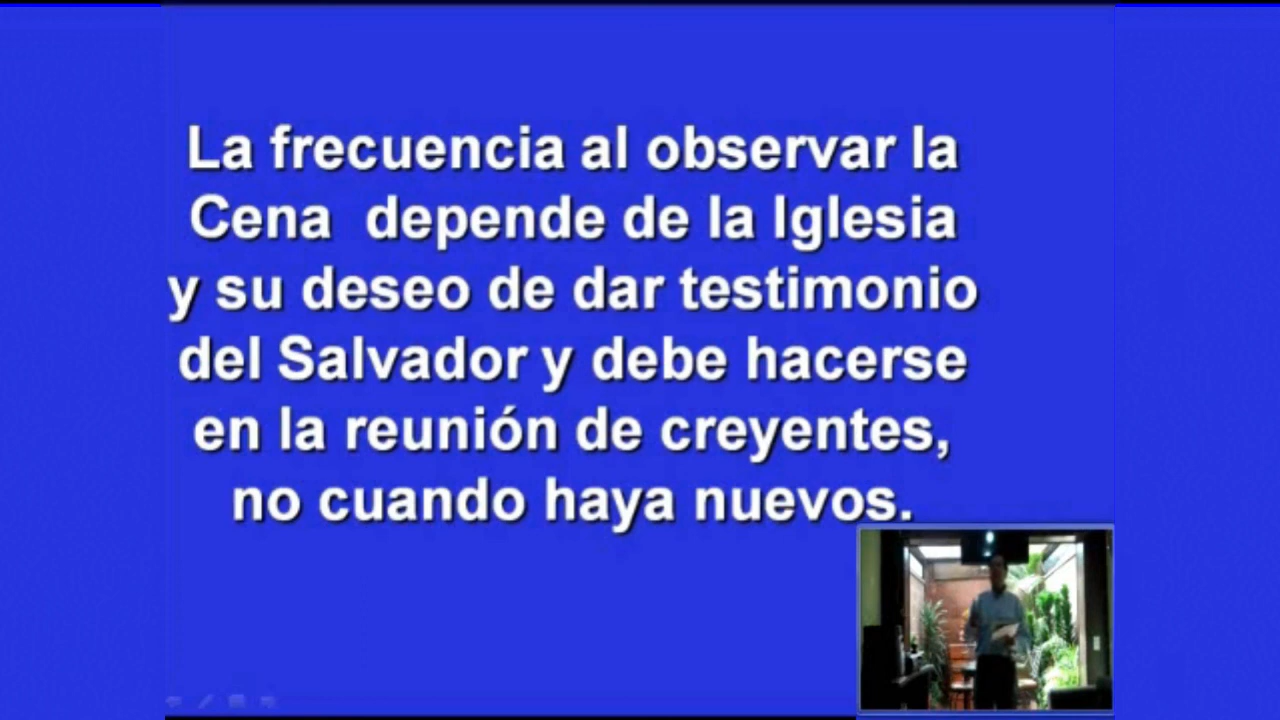 La frecuencia al observar la
Cena depende de la Iglesia
y su deseo de dar testimonio
del Salvador y debe hacerse
en la reunión de creyentes,
no cuando haya nuevos.